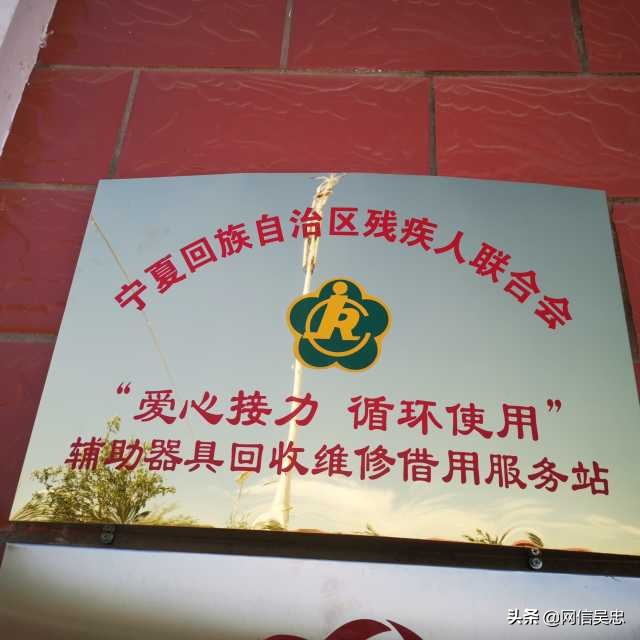 宁夏回族自治区残疾人联合会
“爱心接力 循环使用”
辅助器具回收维修借用服务站
头条 @网信吴忠